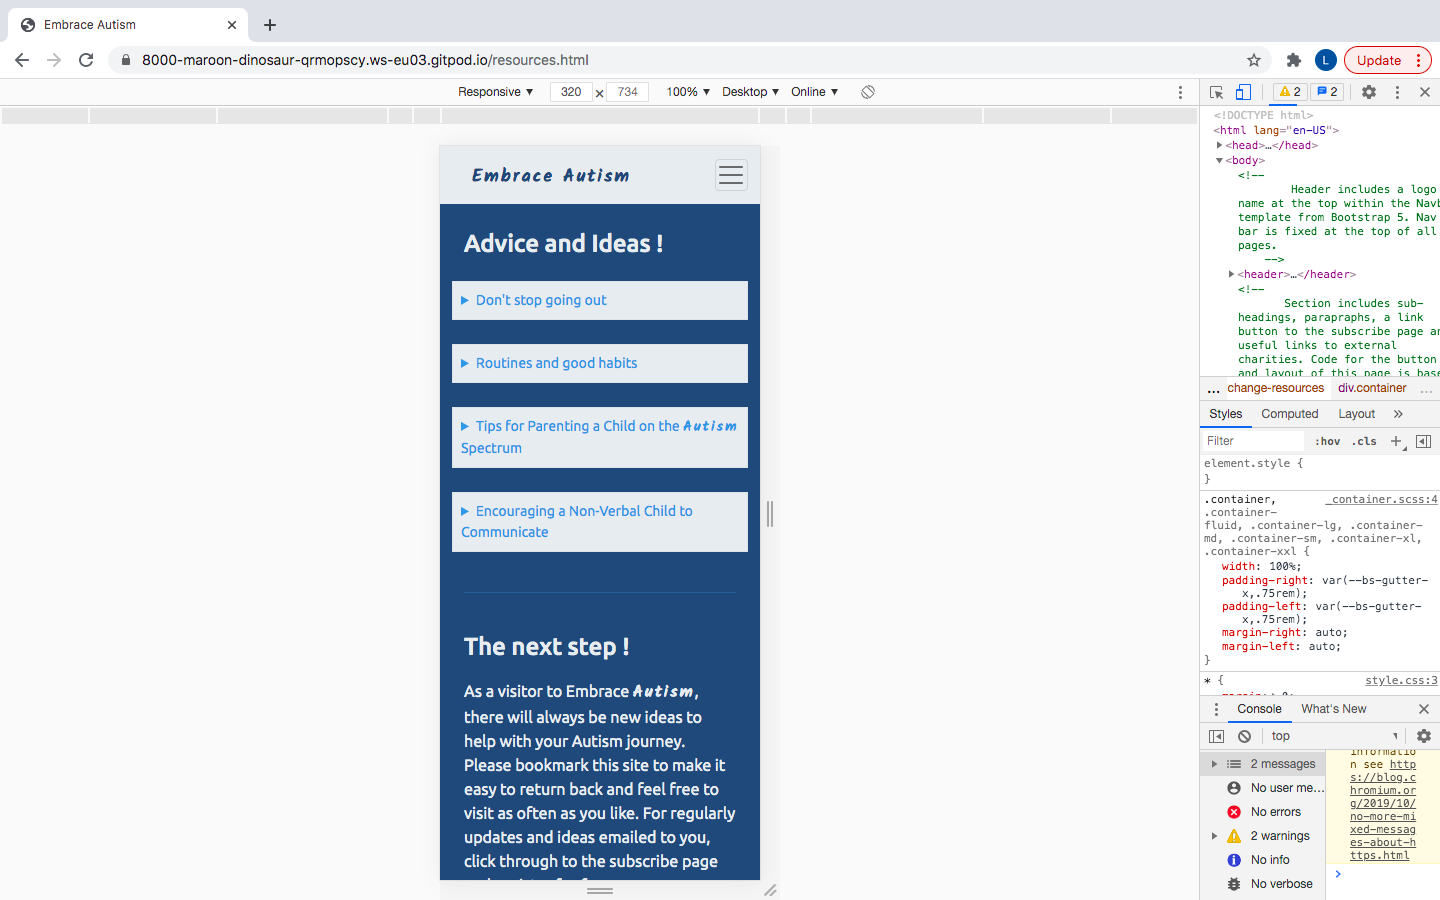 Embrace Autism
8000-maroon-dinosaur-qrmopscy.ws-eu03.gitpod.io/resources.html
L
Update
Responsive ▼ 320 × 734 100% ▼ Desktop ▼ Online ▼
2 2
Embrace Autism
Advice and Ideas !
Don't stop going out
Routines and good habits
Tips for Parenting a Child on the Autism
Spectrum
Encouraging a Non-Verbal Child to
Communicate
The next step !
As a visitor to Embrace Autism,
there will always be new ideas to
help with your Autism journey.
Please bookmark this site to make it
easy to return back and feel free to
visit as often as you like. For regularly
updates and ideas emailed to you,
click through to the subscribe page
<!DOCTYPE html>
<html lang="en-US">
<head>…</head>
<body>
<!--
Header includes a logo
name at the top within the Navb
template from Bootstrap 5. Nav
bar is fixed at the top of all
pages.
-->
<header>…</header>
<!--
Section includes sub-
headings, parapraphs, a link
button to the subscribe page an
useful links to external
charities. Code for the button
and layout of this page is base
... change-resources div.container ...
Styles Computed Layout »
Filter :hov .cls +
element.style {
}
.container, _container.scss:4
.container-
fluid, .container-lg, .container-
md, .container-sm, .container-xl,
.container-xxl {
width: 100%;
padding-right: var(--bs-gutter-
x,.75rem);
padding-left: var(--bs-gutter-
x,.75rem);
margin-right: auto;
margin-left: auto;
}
* { style.css:3
Console What's New
top
2 messages
No user me...
No errors
2 warnings
No info
No verbose
informatio
n see http
s://blog.c
hromium.or
g/2019/10/
no-more-mi
xed-messag
es-about-h
ttps.html